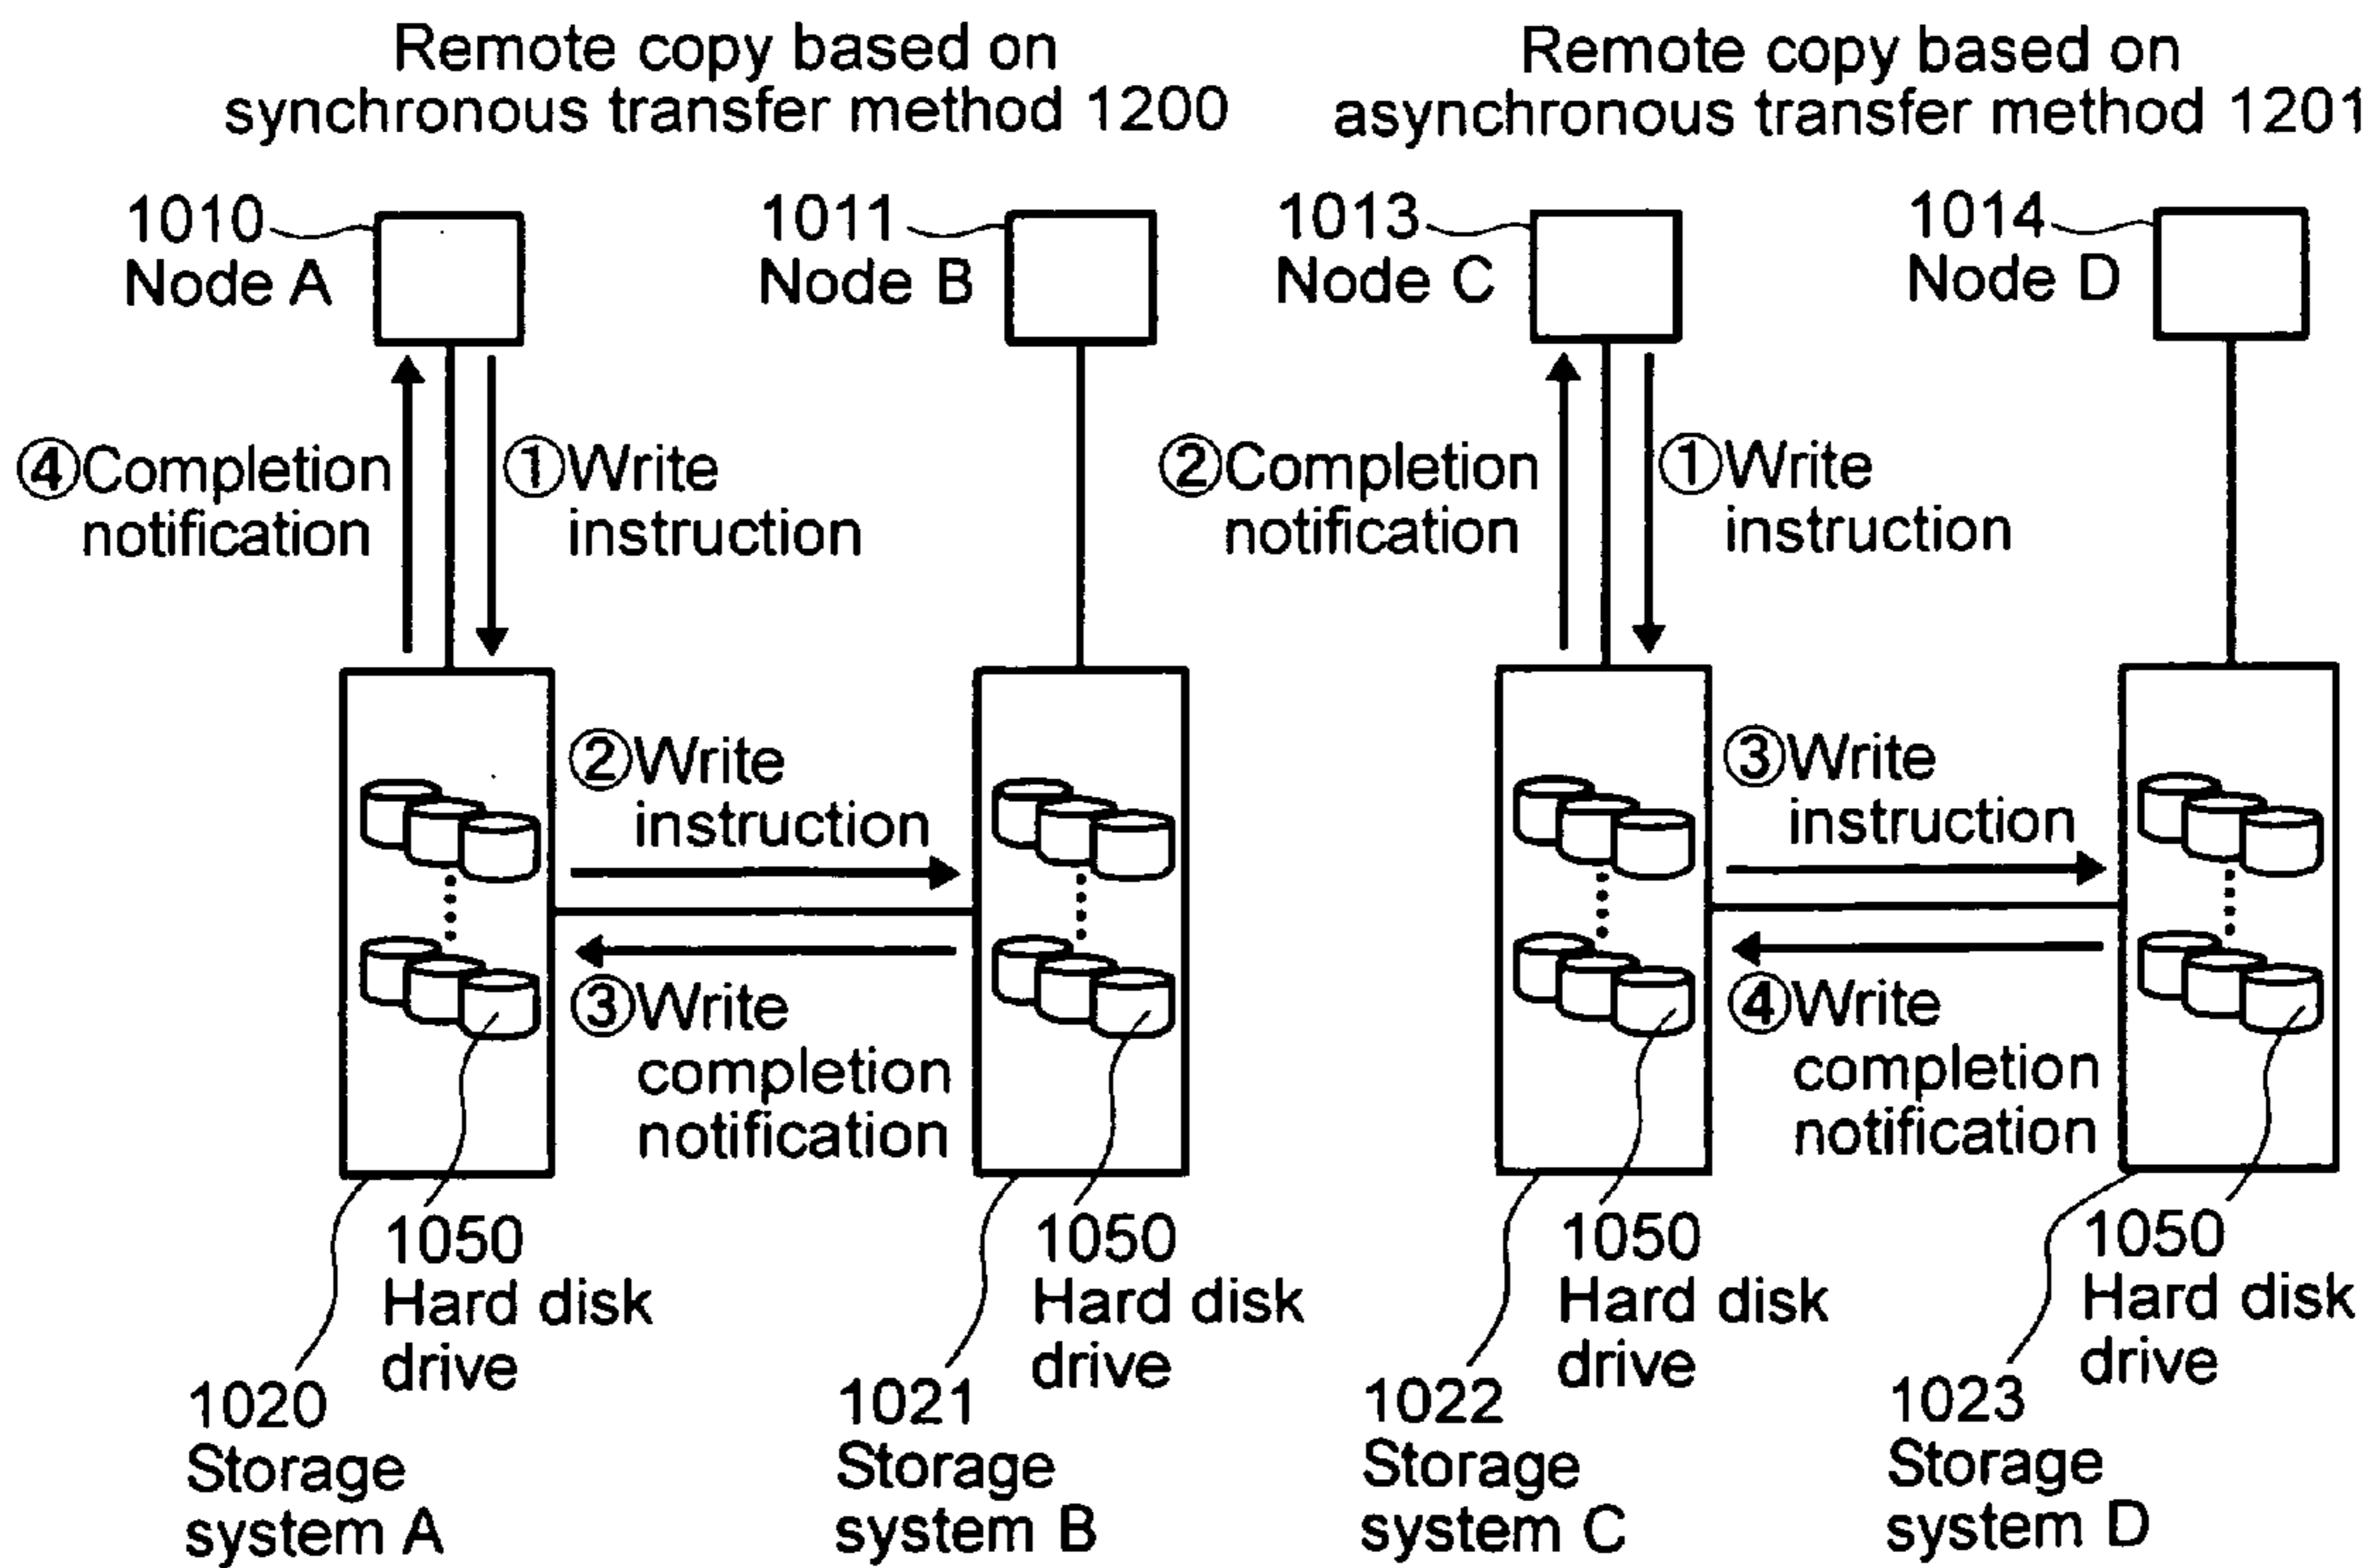 Remote copy based on
synchronous transfer method 1200
Remote copy based on
asynchronous transfer method 1201
1010
Node A
1011
Node B
1013
Node C
1014
Node D
④Completion
notification
①Write
instruction
②Completion
notification
①Write
instruction
②Write
instruction
③Write
completion
notification
③Write
instruction
④Write
completion
notification
1050
Hard disk
drive
1050
Hard disk
drive
1050
Hard disk
drive
1050
Hard disk
drive
1020
Storage
system A
1021
Storage
system B
1022
Storage
system C
1023
Storage
system D